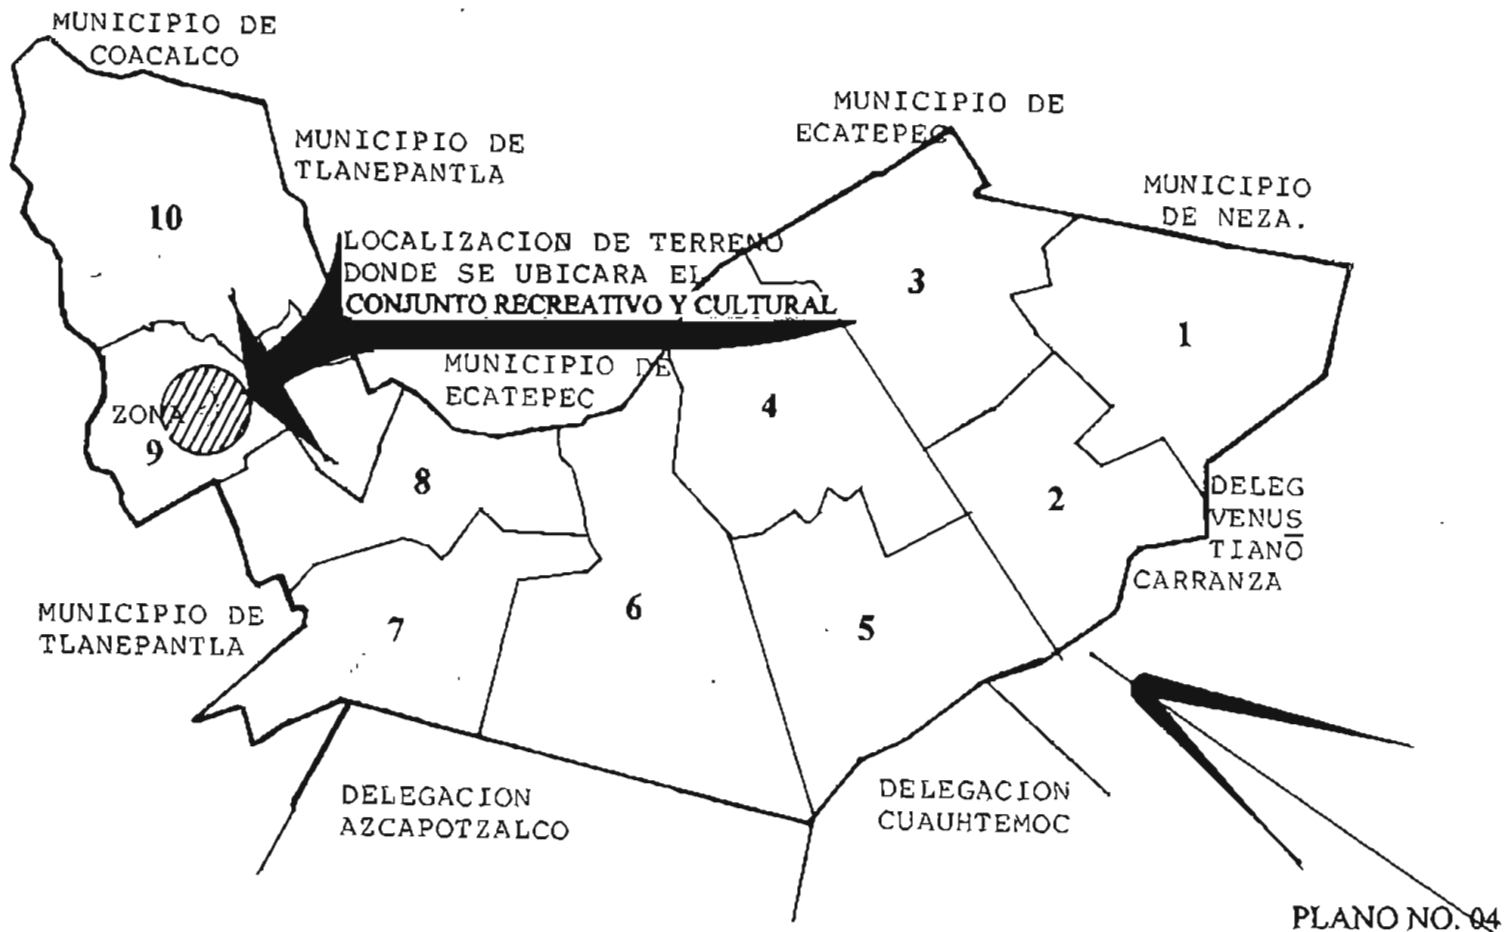 MUNICIPIO DE
COACALCO
MUNICIPIO DE
TLANEPANTLA
MUNICIPIO DE
ECATEPEC
MUNICIPIO
DE NEZA.
10
LOCALIZACION DE TERRENO
DONDE SE UBICARA EL
CONJUNTO RECREATIVO Y CULTURAL
3
1
MUNICIPIO DE
ECATEPEC
4
ZONA
9
8
2
DELEG
VENUS
TIANO
CARRANZA
MUNICIPIO DE
TLANEPANTLA
7
6
5
DELEGACION
AZCAPOTZALCO
DELEGACION
CUAUHTEMOC
PLANO NO. 04